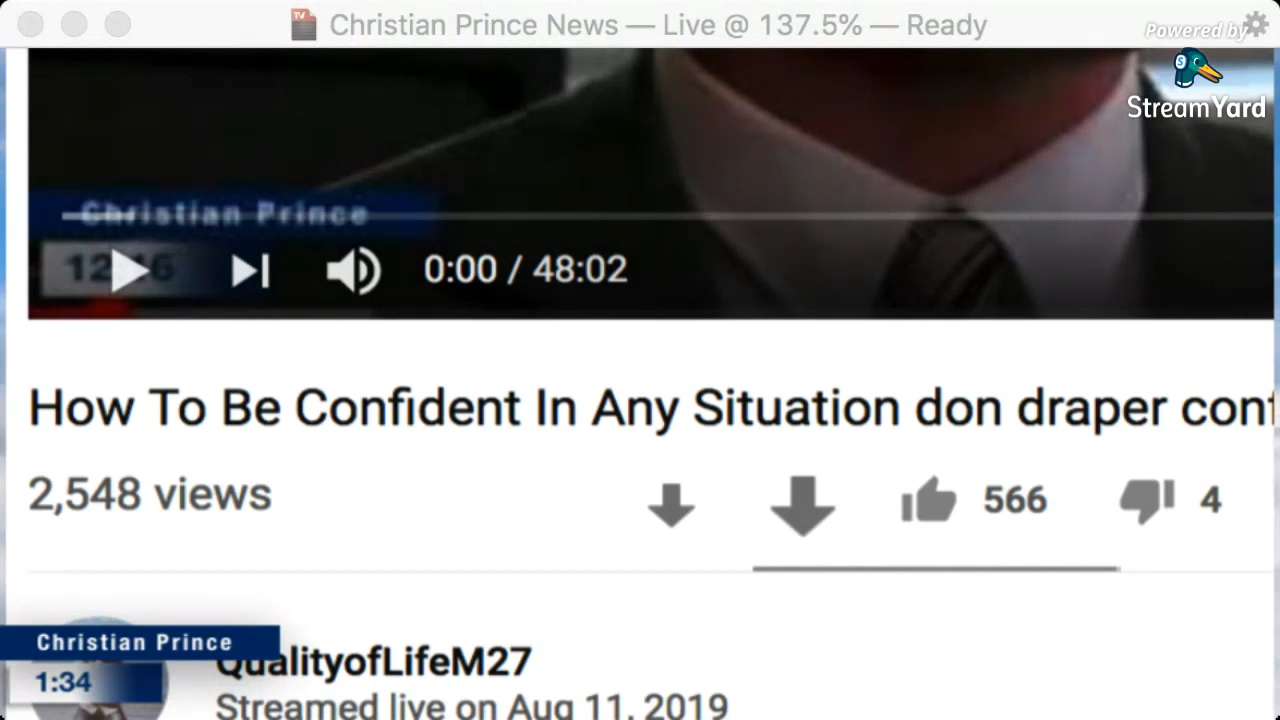 Christian Prince News — Live @ 137.5% — Ready
Powered by
StreamYard
Christian Prince
0:00 / 48:02
How To Be Confident In Any Situation don draper conf
2,548 views
566
4
Christian Prince
1:34
QualityofLifeM27
Streamed live on Aug 11, 2019